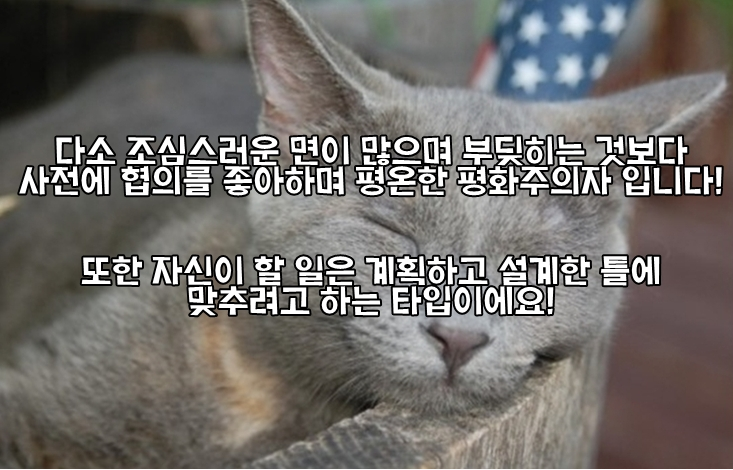 다소 조심스러운 면이 많으며 부딪히는 것보다
사전에 협의를 좋아하며 평온한 평화주의자 입니다!
또한 자신이 할 일은 계획하고 설계한 틀에
맞추려고 하는 타입이에요!